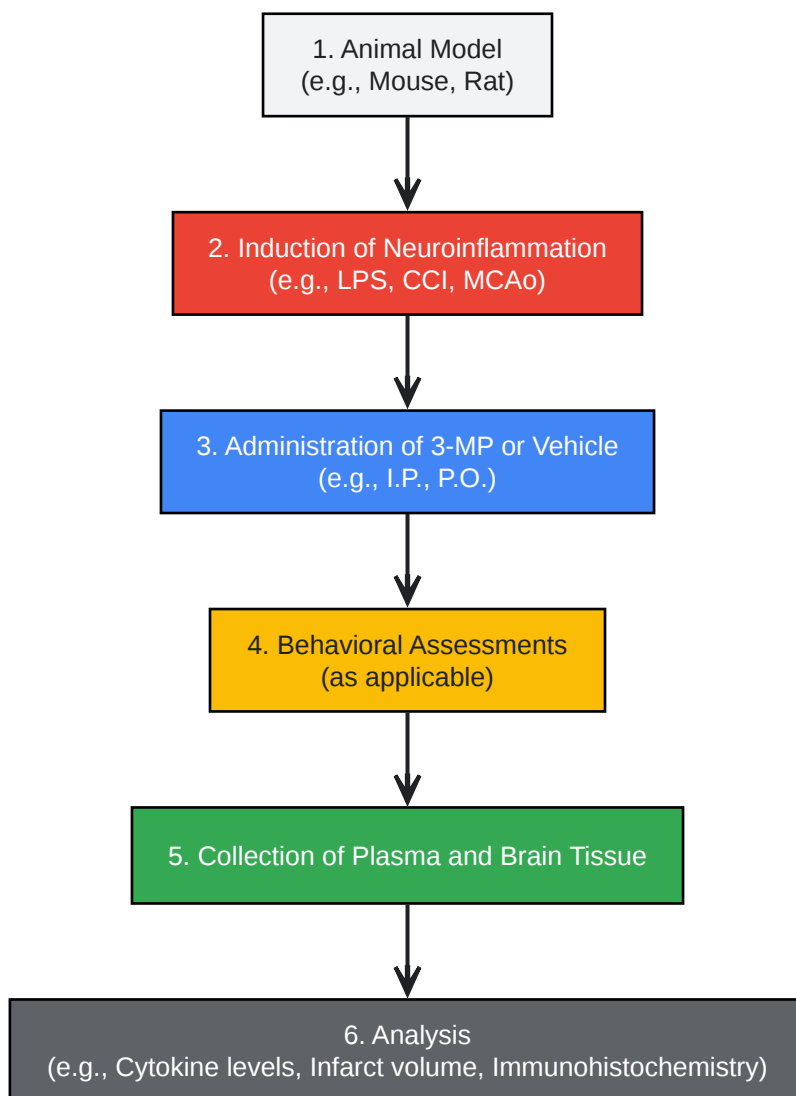 1. Animal Model
(e.g., Mouse, Rat)
2. Induction of Neuroinflammation
(e.g., LPS, CCI, MCAo)
3. Administration of 3-MP or Vehicle
(e.g., I.P., P.O.)
4. Behavioral Assessments
(as applicable)
5. Collection of Plasma and Brain Tissue
6. Analysis
(e.g., Cytokine levels, Infarct volume, Immunohistochemistry)